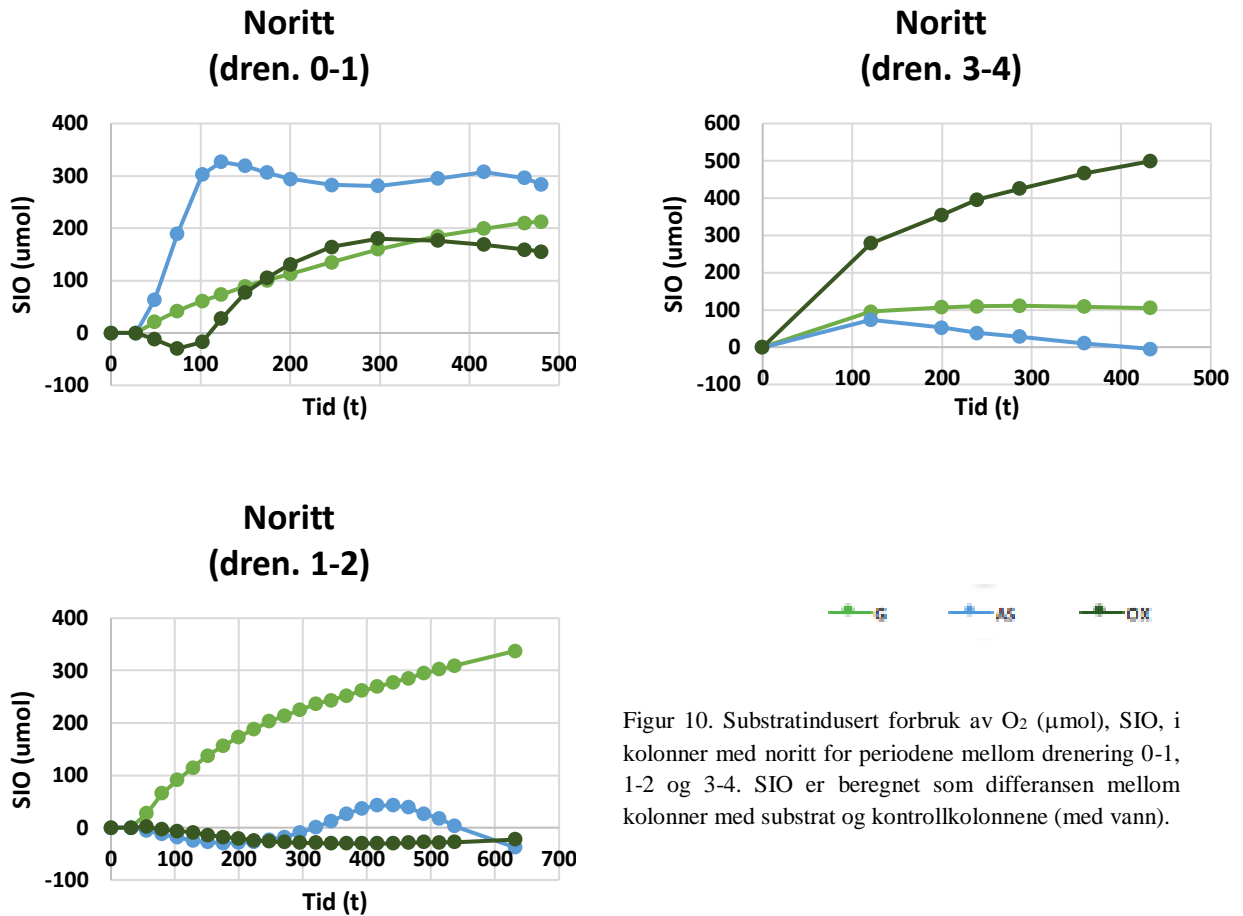 Noritt
(dren. 0-1)
400
300
200
100
0
-100
0 100 200 300 400 500
SIO (umol)
Tid (t)
Noritt
(dren. 3-4)
600
500
400
300
200
100
0
-100
0 100 200 300 400 500
SIO (umol)
Tid (t)
Noritt
(dren. 1-2)
400
300
200
100
0
-100
0 100 200 300 400 500 600 700
SIO (umol)
Tid (t)
G AS OX
Figur 10. Substratindusert forbruk av O₂ (µmol), SIO, i
kolonner med noritt for periodene mellom drenering 0-1,
1-2 og 3-4. SIO er beregnet som differansen mellom
kolonner med substrat og kontrollkolonnene (med vann).